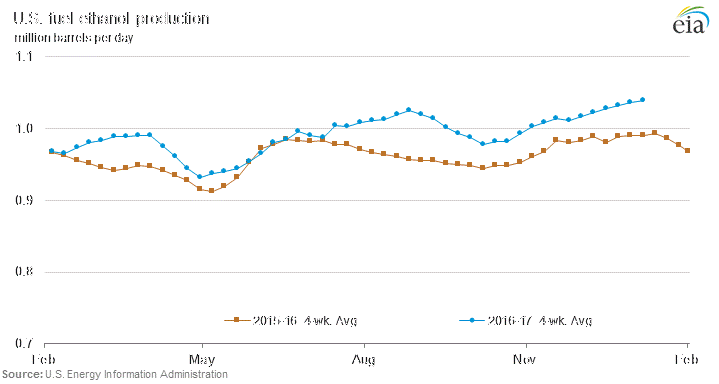 U.S. fuel ethanol production
million barrels per day
eia
1.1
1.0
0.9
0.8
0.7
2015-16 4-wk. Avg
2016-17 4-wk. Avg
Feb May Aug Nov Feb
Source: U.S. Energy Information Administration